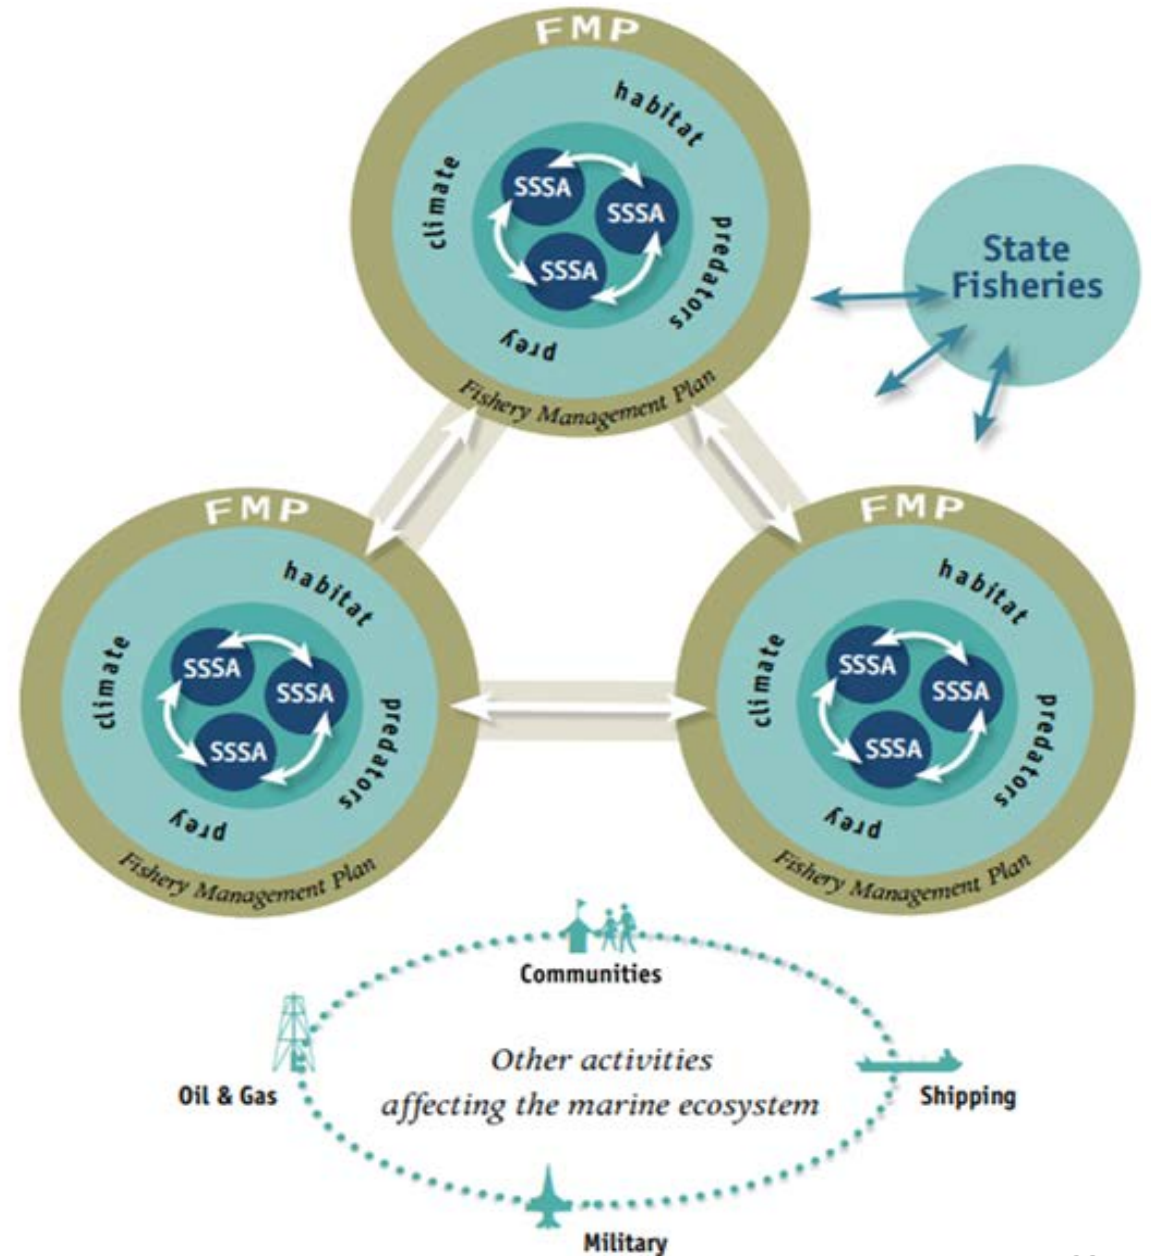 FMP
habitat
climate
SSSA
SSSA
SSSA
predators
prey
Fishery Management Plan
State
Fisheries
FMP
habitat
climate
SSSA
SSSA
SSSA
predators
prey
Fishery Management Plan
FMP
habitat
climate
SSSA
SSSA
SSSA
predators
prey
Fishery Management Plan
Communities
Oil & Gas
Other activities
affecting the marine ecosystem
Shipping
Military